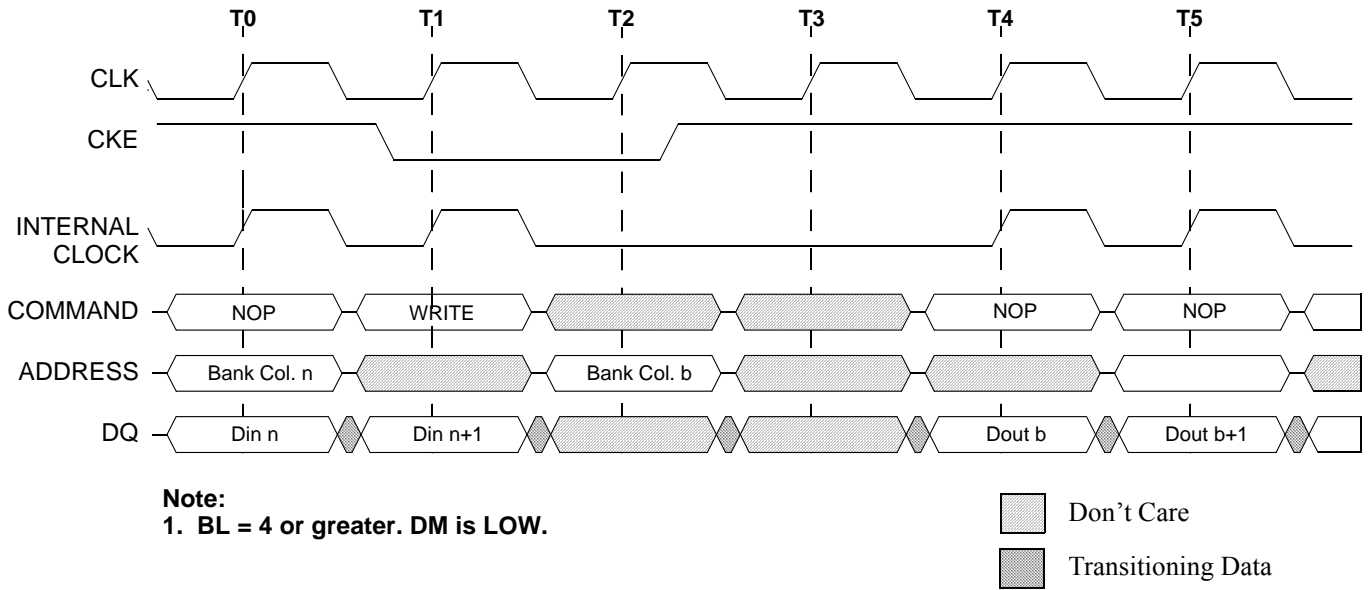 T0 T1 T2 T3 T4 T5
CLK
CKE
INTERNAL
CLOCK
COMMAND NOP WRITE NOP NOP
ADDRESS Bank Col. n Bank Col. b
DQ Din n Din n+1 Dout b Dout b+1
Note:
1. BL = 4 or greater. DM is LOW.
Don't Care
Transitioning Data